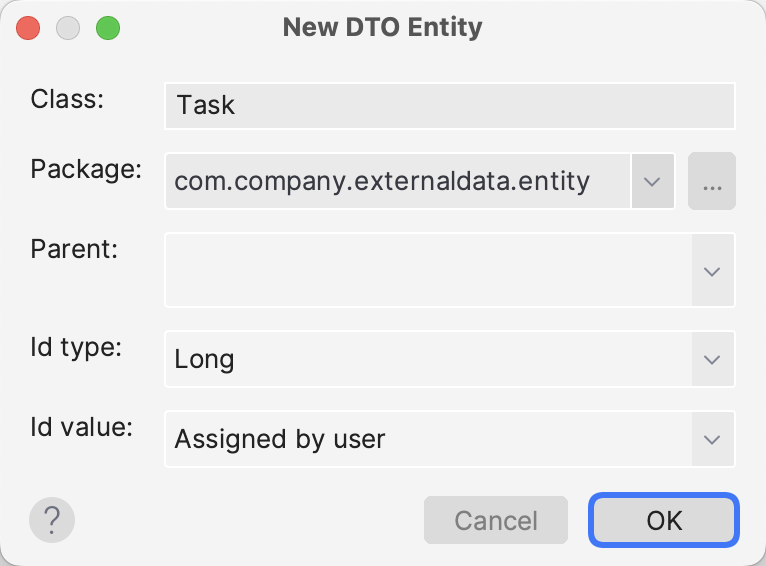 New DTO Entity
Class: Task
Package: com.company.externaldata.entity ...
Parent:
Id type: Long
Id value: Assigned by user
? Cancel OK